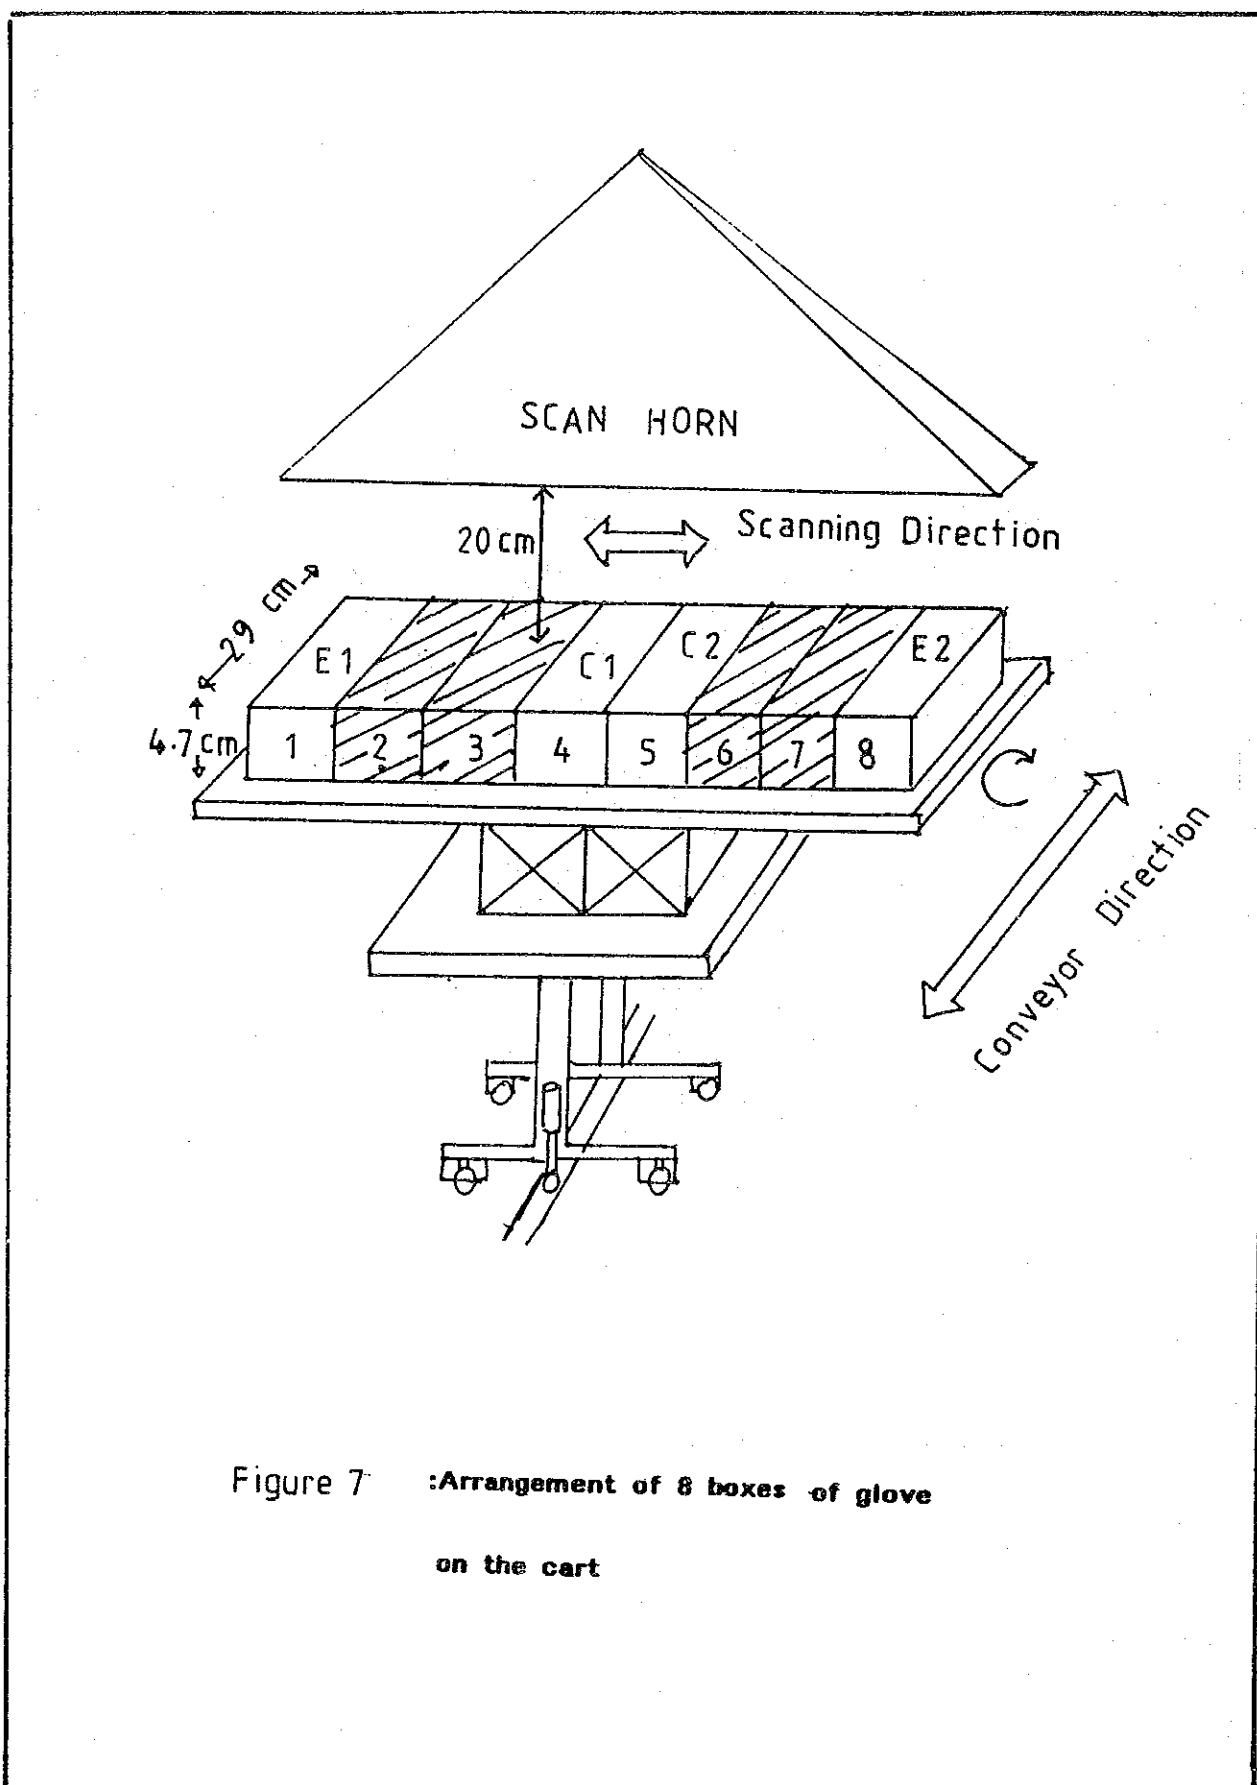 SCAN HORN
20 cm
Scanning Direction
29 cm
E1
C1
C2
E2
4.7 cm
1 2 3 4 5 6 7 8
Conveyor Direction
Figure 7 :Arrangement of 8 boxes of glove
on the cart